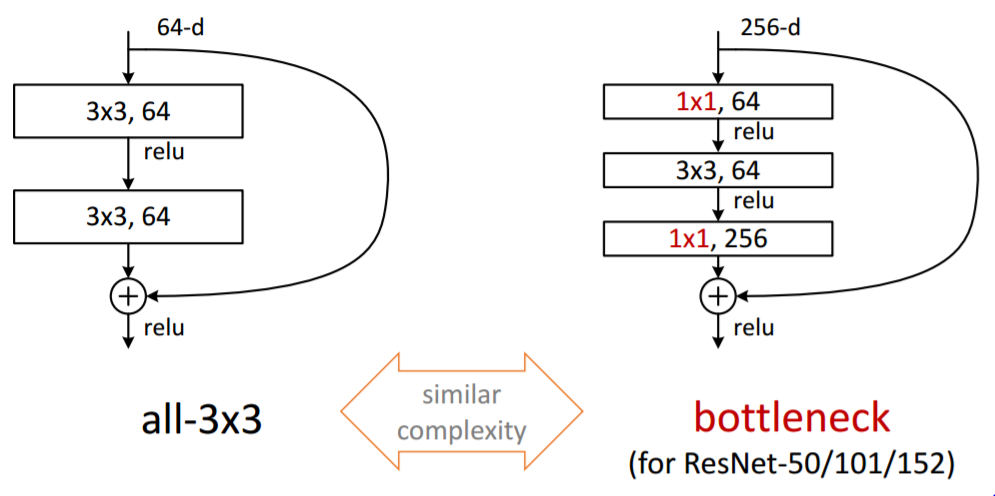 64-d
3x3, 64
relu
3x3, 64
+
relu
all-3x3
similar
complexity
256-d
1x1, 64
relu
3x3, 64
relu
1x1, 256
+
relu
bottleneck
(for ResNet-50/101/152)